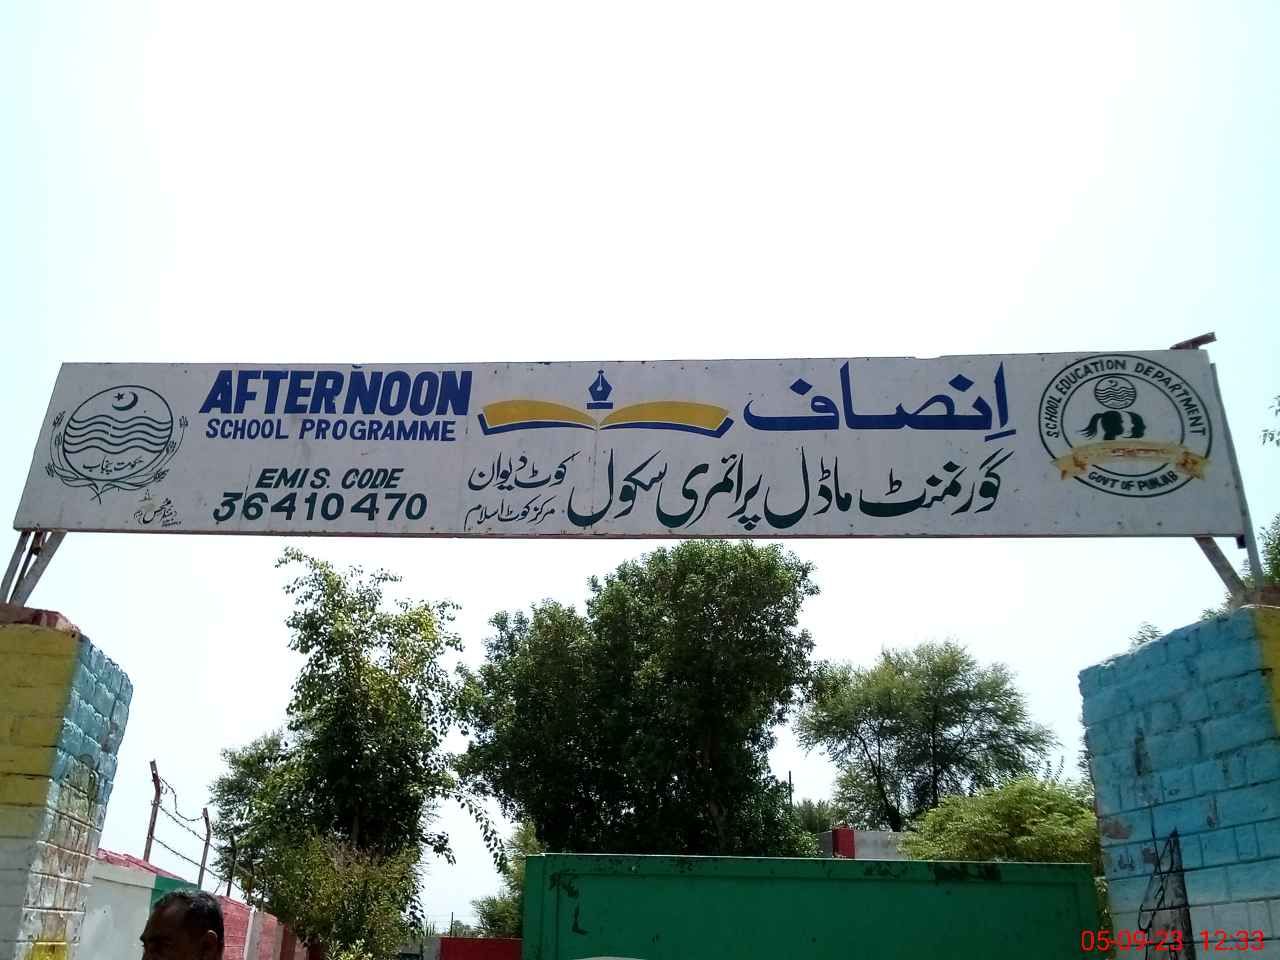 حکومت پنجاب
AFTERNOON
SCHOOL PROGRAMME
EMIS. CODE
36410470
اِنصاف
گورنمنٹ ماڈل پرائمری سکول
کوٹ دیوان
مرکز کوٹ اسلام
SCHOOL EDUCATION DEPARTMENT
GOVT OF PUNJAB
05-09-23 12:33